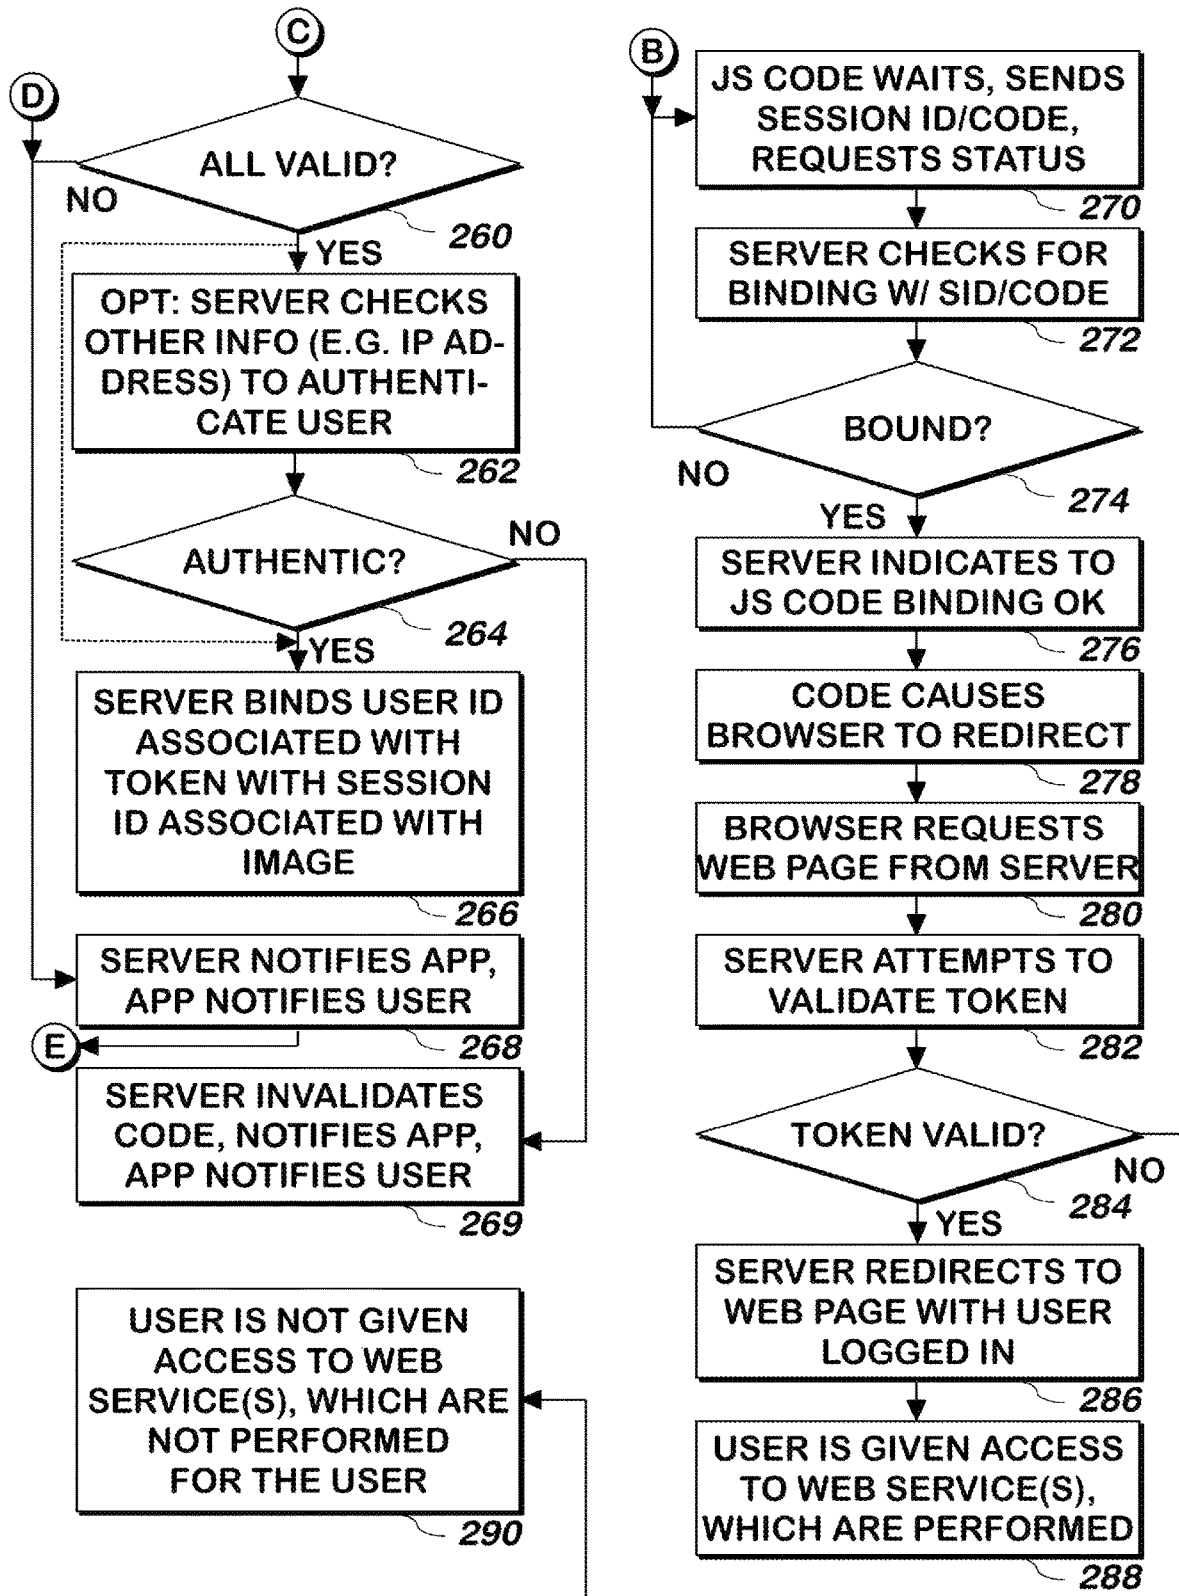 C
D
ALL VALID?
NO
260
YES
OPT: SERVER CHECKS
OTHER INFO (E.G. IP AD-
DRESS) TO AUTHENTI-
CATE USER
262
NO
AUTHENTIC?
264
YES
SERVER BINDS USER ID
ASSOCIATED WITH
TOKEN WITH SESSION
ID ASSOCIATED WITH
IMAGE
266
SERVER NOTIFIES APP,
APP NOTIFIES USER
268
E
SERVER INVALIDATES
CODE, NOTIFIES APP,
APP NOTIFIES USER
269
USER IS NOT GIVEN
ACCESS TO WEB
SERVICE(S), WHICH ARE
NOT PERFORMED
FOR THE USER
290
B
JS CODE WAITS, SENDS
SESSION ID/CODE,
REQUESTS STATUS
270
SERVER CHECKS FOR
BINDING W/ SID/CODE
272
BOUND?
NO
274
YES
SERVER INDICATES TO
JS CODE BINDING OK
276
CODE CAUSES
BROWSER TO REDIRECT
278
BROWSER REQUESTS
WEB PAGE FROM SERVER
280
SERVER ATTEMPTS TO
VALIDATE TOKEN
282
TOKEN VALID?
NO
284
YES
SERVER REDIRECTS TO
WEB PAGE WITH USER
LOGGED IN
286
USER IS GIVEN ACCESS
TO WEB SERVICE(S),
WHICH ARE PERFORMED
288